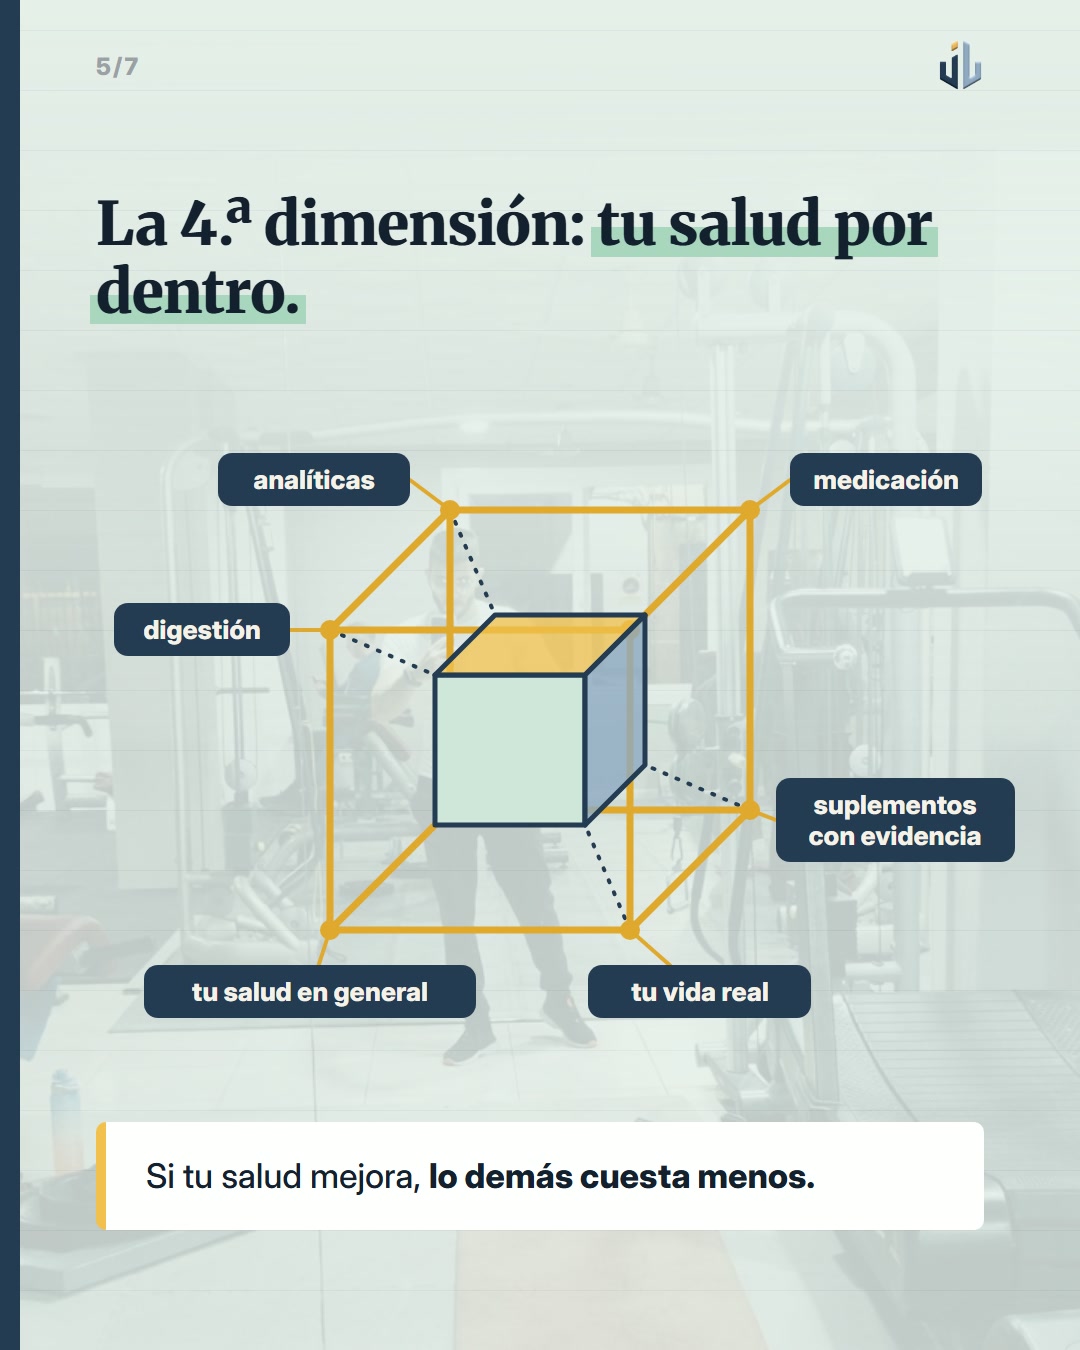 5/7
La 4.ª dimensión: tu salud por
dentro.
analíticas
medicación
digestión
suplementos
con evidencia
tu salud en general
tu vida real
Si tu salud mejora, lo demás cuesta menos.